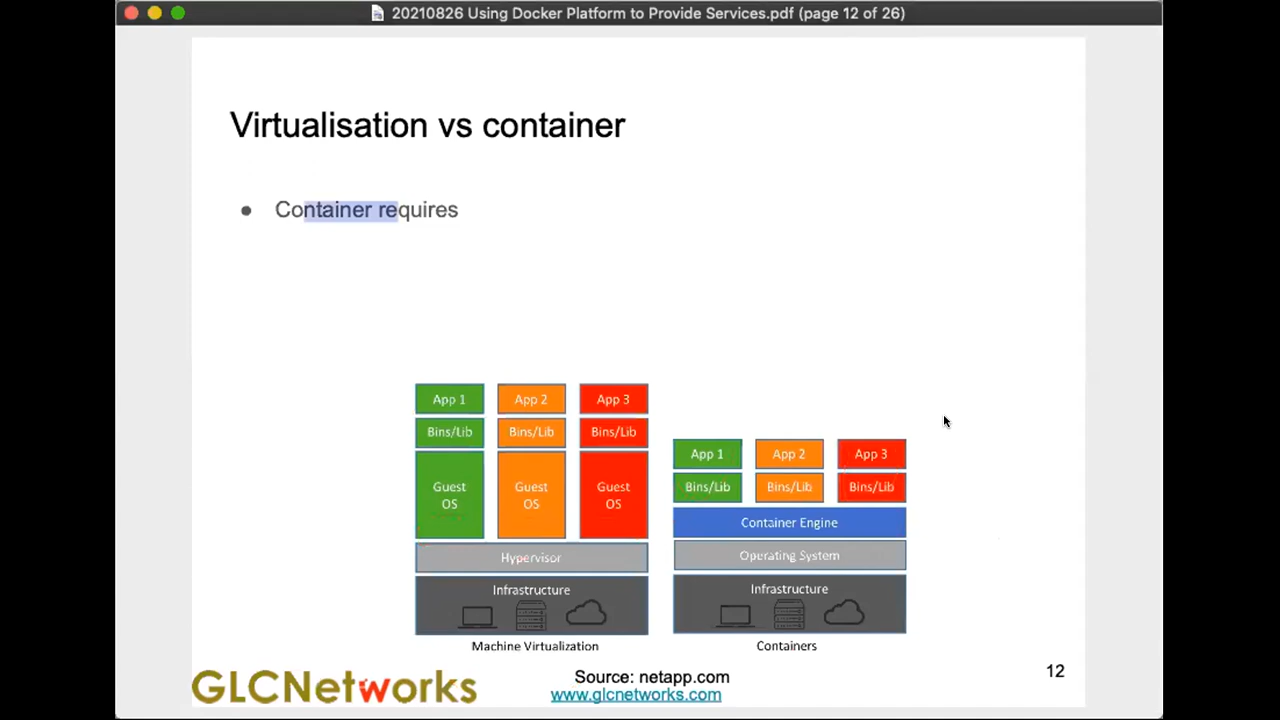 20210826 Using Docker Platform to Provide Services.pdf (page 12 of 26)
Virtualisation vs container
● Container requires
App 1 App 2 App 3
Bins/Lib Bins/Lib Bins/Lib
Guest OS Guest OS Guest OS
Hypervisor
Infrastructure
Machine Virtualization
App 1 App 2 App 3
Bins/Lib Bins/Lib Bins/Lib
Container Engine
Operating System
Infrastructure
Containers
GLCNetworks
Source: netapp.com
www.glcnetworks.com
12